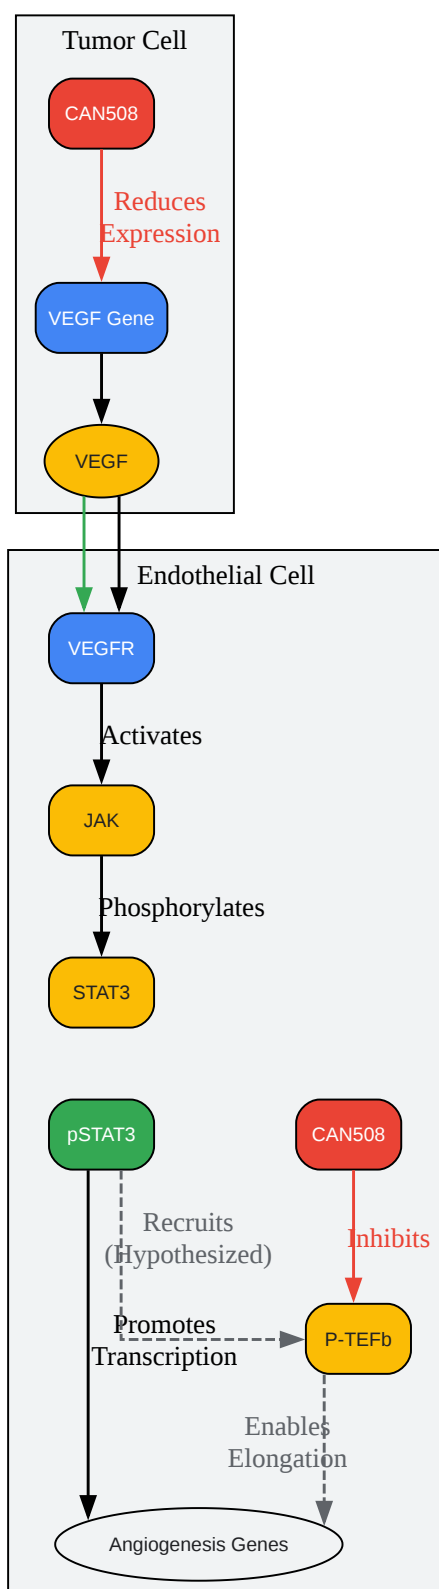 Tumor Cell
CAN508
Reduces
Expression
VEGF Gene
VEGF
Endothelial Cell
VEGFR
Activates
JAK
Phosphorylates
STAT3
pSTAT3
CAN508
Recruits
(Hypothesized)
Inhibits
Promotes
Transcription
P-TEFb
Enables
Elongation
Angiogenesis Genes